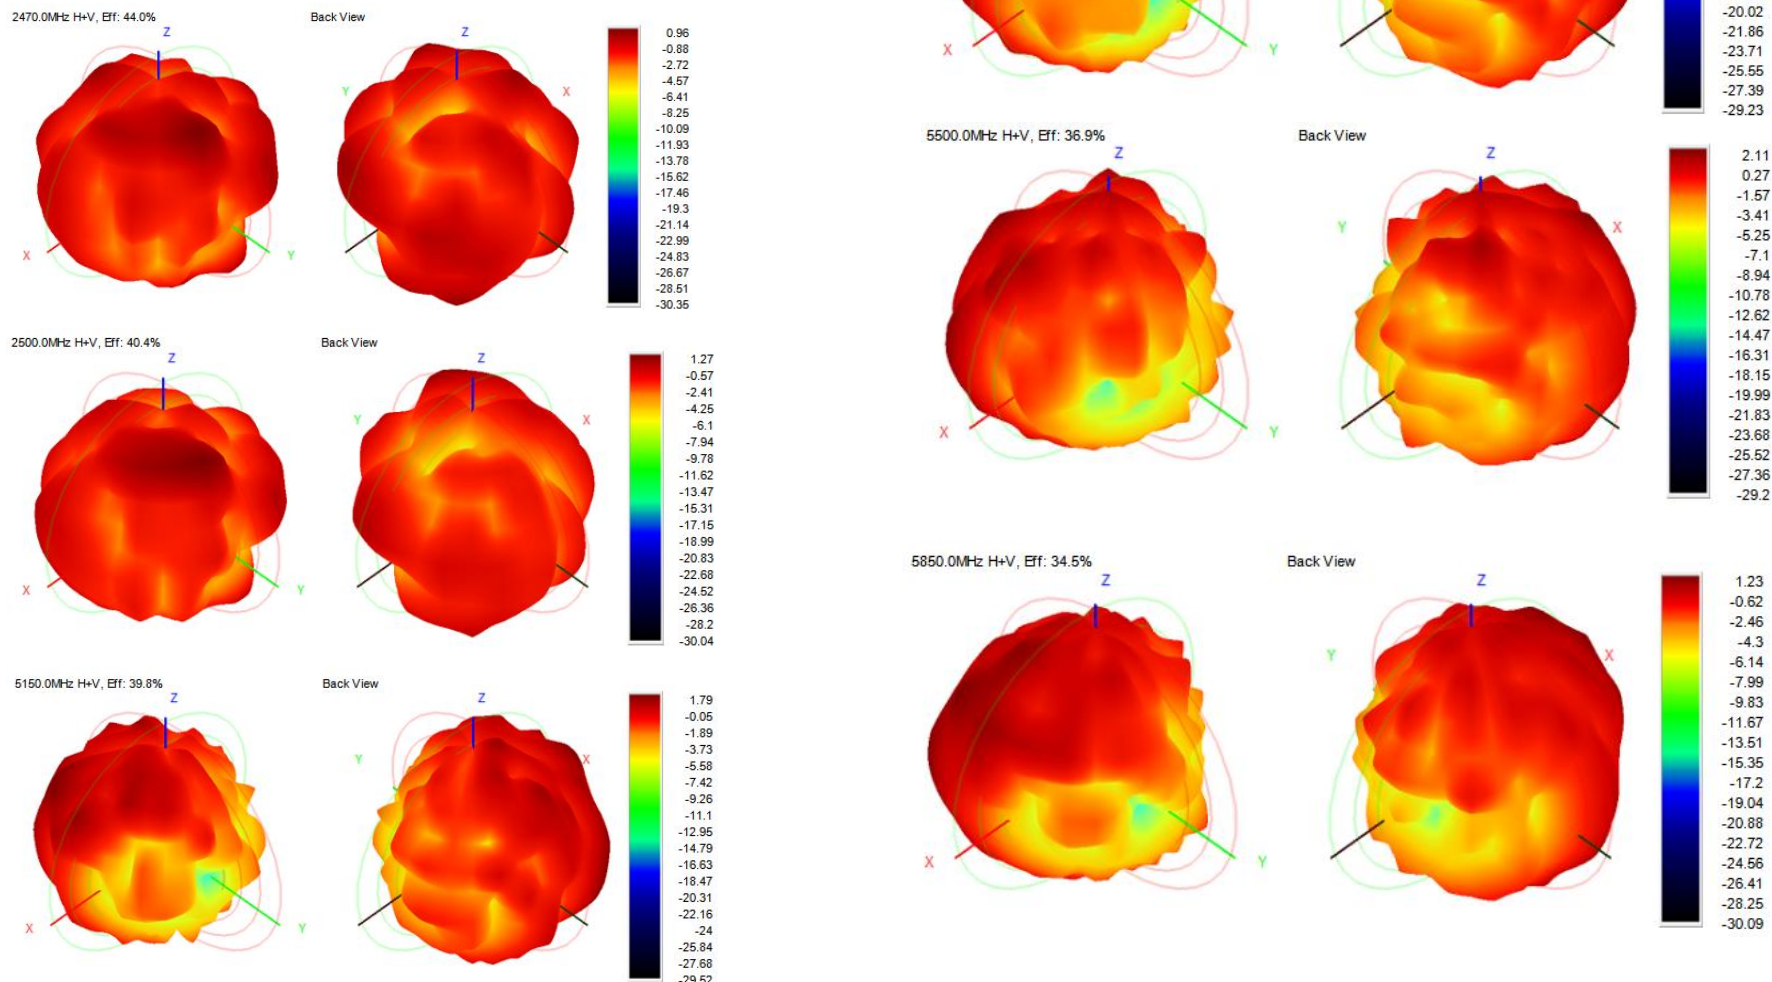 2470.0MHz H+V, Eff: 44.0%
Back View
Z
Z
Y
X
X
Y
0.96
-0.88
-2.72
-4.57
-6.41
-8.25
-10.09
-11.93
-13.78
-15.62
-17.46
-19.3
-21.14
-22.99
-24.83
-26.67
-28.51
-30.35
2500.0MHz H+V, Eff: 40.4%
Back View
Z
Z
Y
X
X
Y
1.27
-0.57
-2.41
-4.25
-6.1
-7.94
-9.78
-11.62
-13.47
-15.31
-17.15
-18.99
-20.83
-22.68
-24.52
-26.36
-28.2
-30.04
5150.0MHz H+V, Eff: 39.8%
Back View
Z
Z
Y
X
X
Y
1.79
-0.05
-1.89
-3.73
-5.58
-7.42
-9.26
-11.1
-12.95
-14.79
-16.63
-18.47
-20.31
-22.16
-24
-25.84
-27.68
-29.52
X
Y
-20.02
-21.86
-23.71
-25.55
-27.39
-29.23
5500.0MHz H+V, Eff: 36.9%
Back View
Z
Z
Y
X
X
Y
2.11
0.27
-1.57
-3.41
-5.25
-7.1
-8.94
-10.78
-12.62
-14.47
-16.31
-18.15
-19.99
-21.83
-23.68
-25.52
-27.36
-29.2
5850.0MHz H+V, Eff: 34.5%
Back View
Z
Z
Y
X
X
Y
1.23
-0.62
-2.46
-4.3
-6.14
-7.99
-9.83
-11.67
-13.51
-15.35
-17.2
-19.04
-20.88
-22.72
-24.56
-26.41
-28.25
-30.09